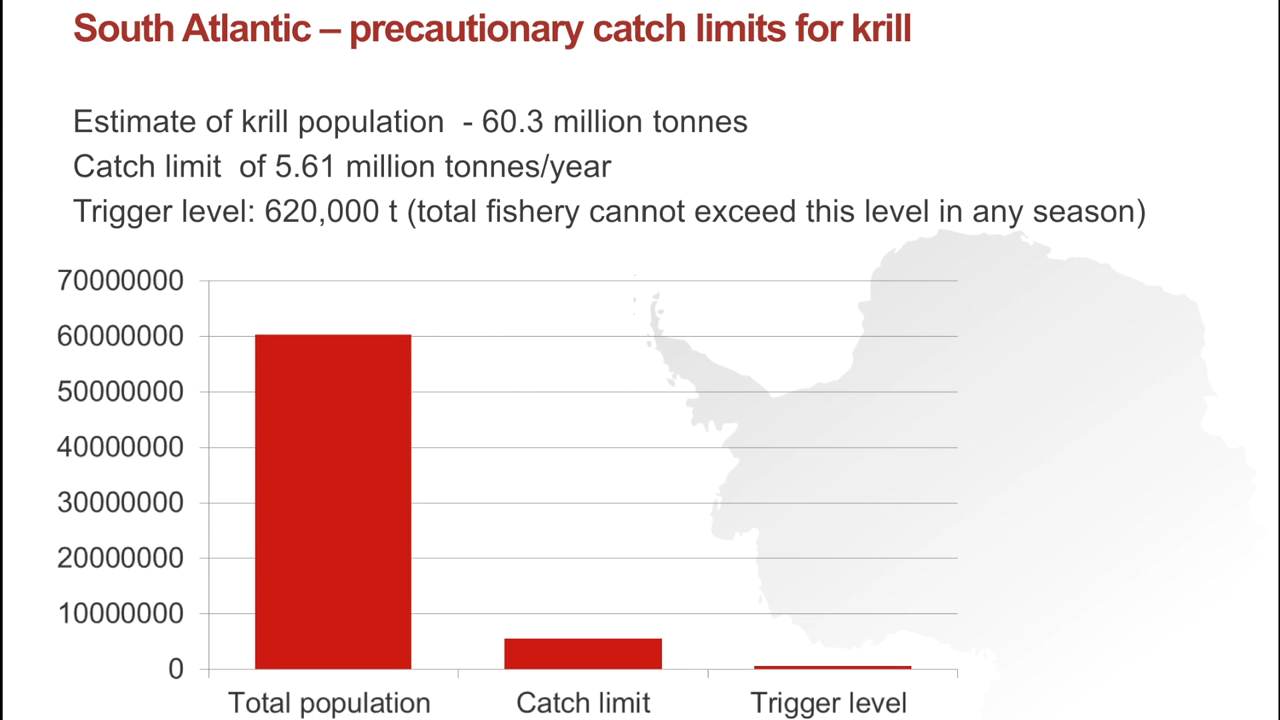 South Atlantic – precautionary catch limits for krill
Estimate of krill population - 60.3 million tonnes
Catch limit of 5.61 million tonnes/year
Trigger level: 620,000 t (total fishery cannot exceed this level in any season)
70000000
60000000
50000000
40000000
30000000
20000000
10000000
0
Total population Catch limit Trigger level